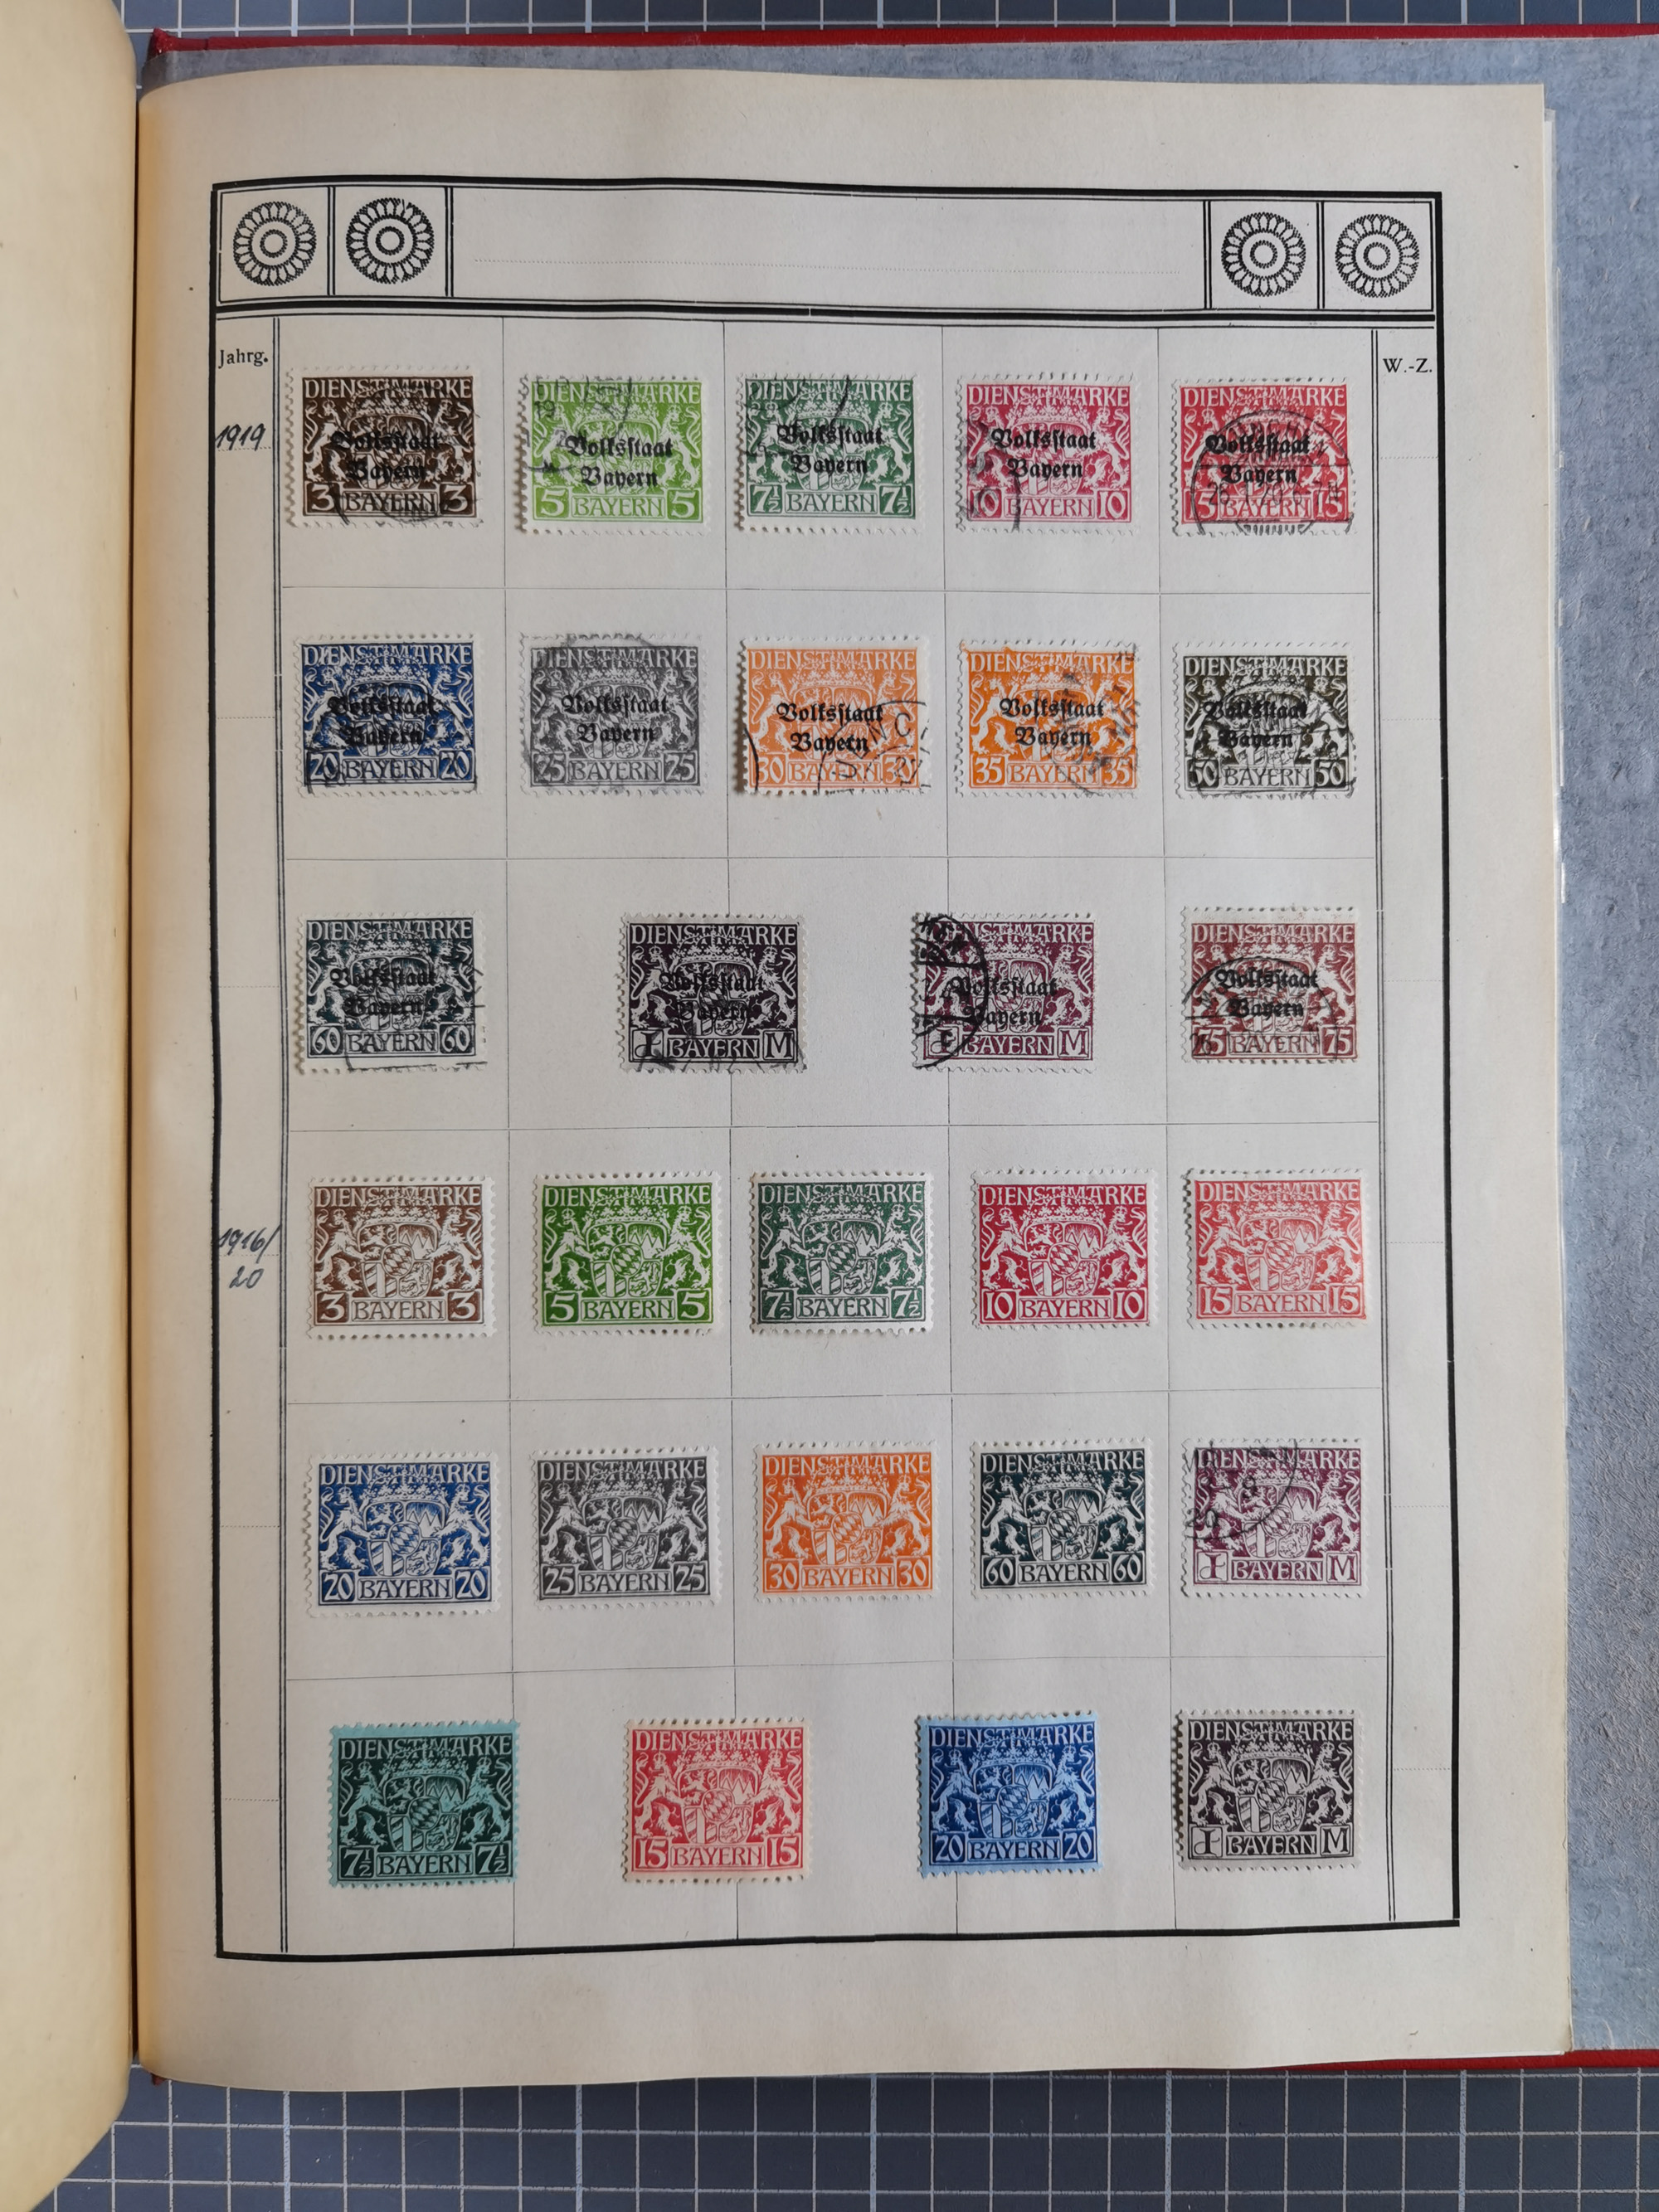 Jahrg.
W.-Z.
1919
DIENSTMARKE
Volksstaat
Bayern
3 BAYERN 3
DIENSTMARKE
Volksstaat
Bayern
5 BAYERN 5
DIENSTMARKE
Volksstaat
Bayern
7½ BAYERN 7½
DIENSTMARKE
Volksstaat
Bayern
10 BAYERN 10
DIENSTMARKE
Volksstaat
Bayern
15 BAYERN 15
DIENSTMARKE
Volksstaat
Bayern
20 BAYERN 20
DIENSTMARKE
Volksstaat
Bayern
25 BAYERN 25
DIENSTMARKE
Volksstaat
Bayern
30 BAYERN 30
DIENSTMARKE
Volksstaat
Bayern
35 BAYERN 35
DIENSTMARKE
Volksstaat
Bayern
50 BAYERN 50
DIENSTMARKE
Volksstaat
Bayern
60 BAYERN 60
DIENSTMARKE
Volksstaat
Bayern
1 BAYERN M
DIENSTMARKE
Volksstaat
Bayern
1 BAYERN M
DIENSTMARKE
Volksstaat
Bayern
75 BAYERN 75
1916/
20
DIENSTMARKE
3 BAYERN 3
DIENSTMARKE
5 BAYERN 5
DIENSTMARKE
7½ BAYERN 7½
DIENSTMARKE
10 BAYERN 10
DIENSTMARKE
15 BAYERN 15
DIENSTMARKE
20 BAYERN 20
DIENSTMARKE
25 BAYERN 25
DIENSTMARKE
30 BAYERN 30
DIENSTMARKE
60 BAYERN 60
DIENSTMARKE
1 BAYERN M
DIENSTMARKE
7½ BAYERN 7½
DIENSTMARKE
15 BAYERN 15
DIENSTMARKE
20 BAYERN 20
DIENSTMARKE
1 BAYERN M